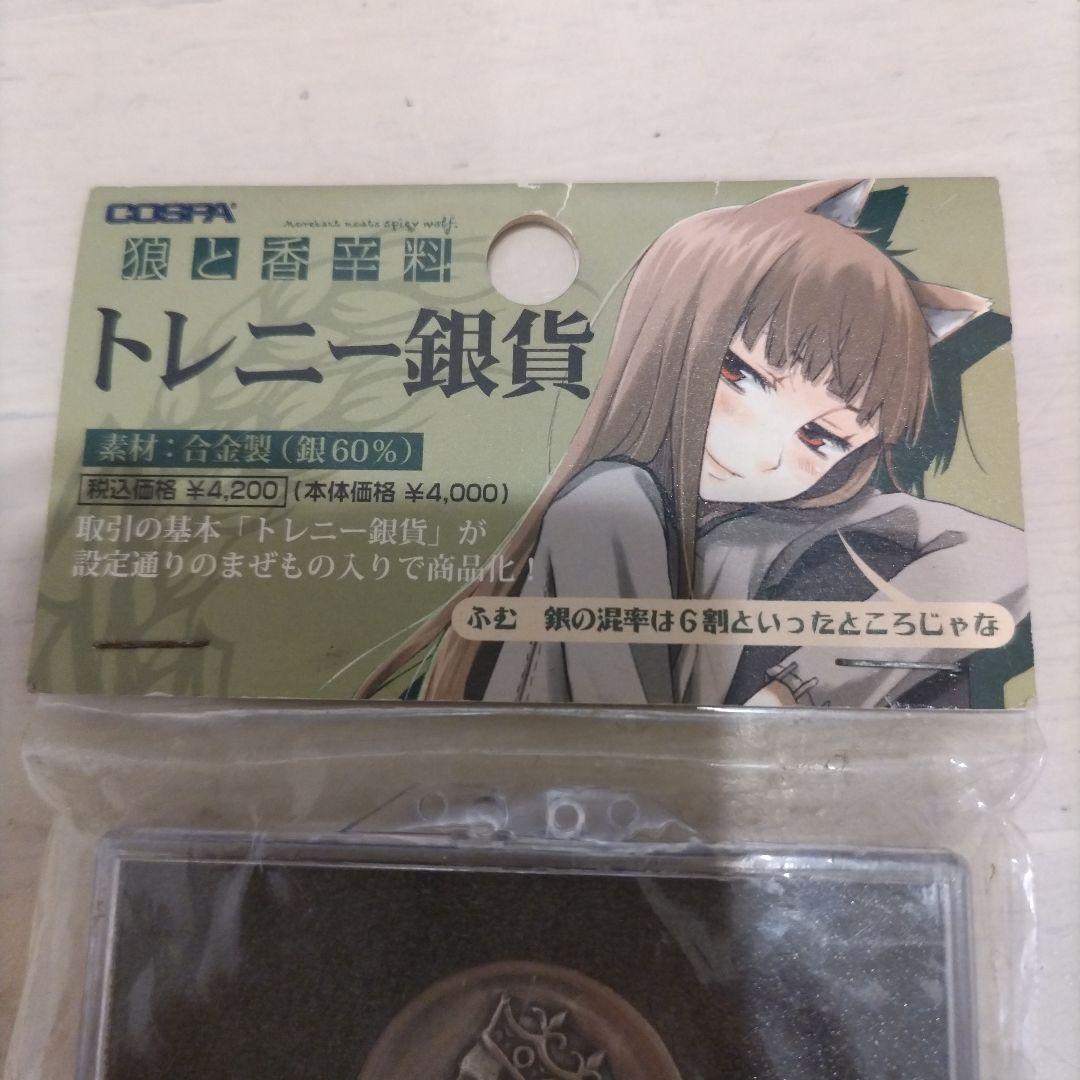 COSPA
merchant meats spicy wolf.
狼と香辛料
トレニー銀貨
素材：合金製（銀60％）
税込価格 ¥4,200 (本体価格 ¥4,000)
取引の基本「トレニー銀貨」が
設定通りのまぜもの入りで商品化！
ふむ 銀の混率は6割といったところじゃな